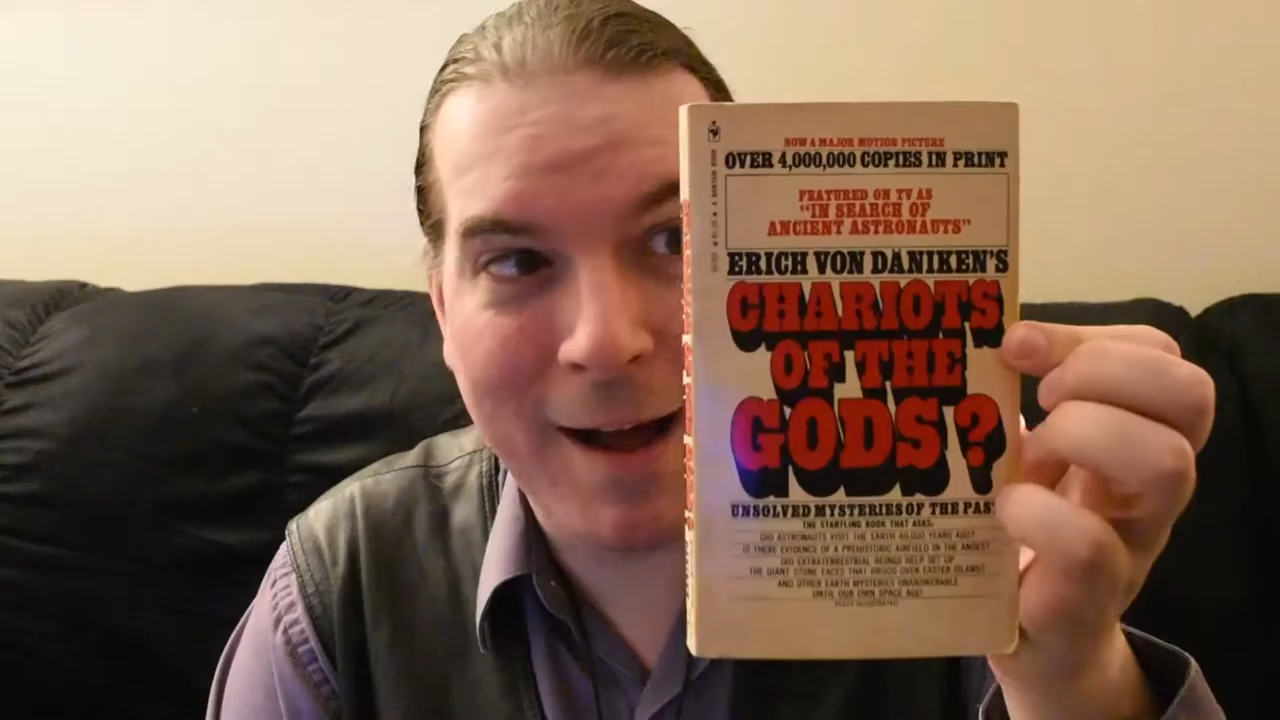 NOW A MAJOR MOTION PICTURE
OVER 4,000,000 COPIES IN PRINT
FEATURED ON TV AS
"IN SEARCH OF
ANCIENT ASTRONAUTS"
ERICH VON DÄNIKEN'S
CHARIOTS
OF THE
GODS?
UNSOLVED MYSTERIES OF THE PAST
THE STARTLING BOOK THAT ASKS:
DID ASTRONAUTS VISIT THE EARTH 40,000 YEARS AGO?
IS THERE EVIDENCE OF A PREHISTORIC AIRFIELD IN THE ANDES?
DID EXTRATERRESTRIAL BEINGS HELP SET UP
THE GIANT STONE FACES THAT BROOD OVER EASTER ISLAND?
AND OTHER EARTH MYSTERIES UNANSWERABLE
UNTIL OUR OWN SPACE AGE!
FULLY ILLUSTRATED
A BANTAM BOOK